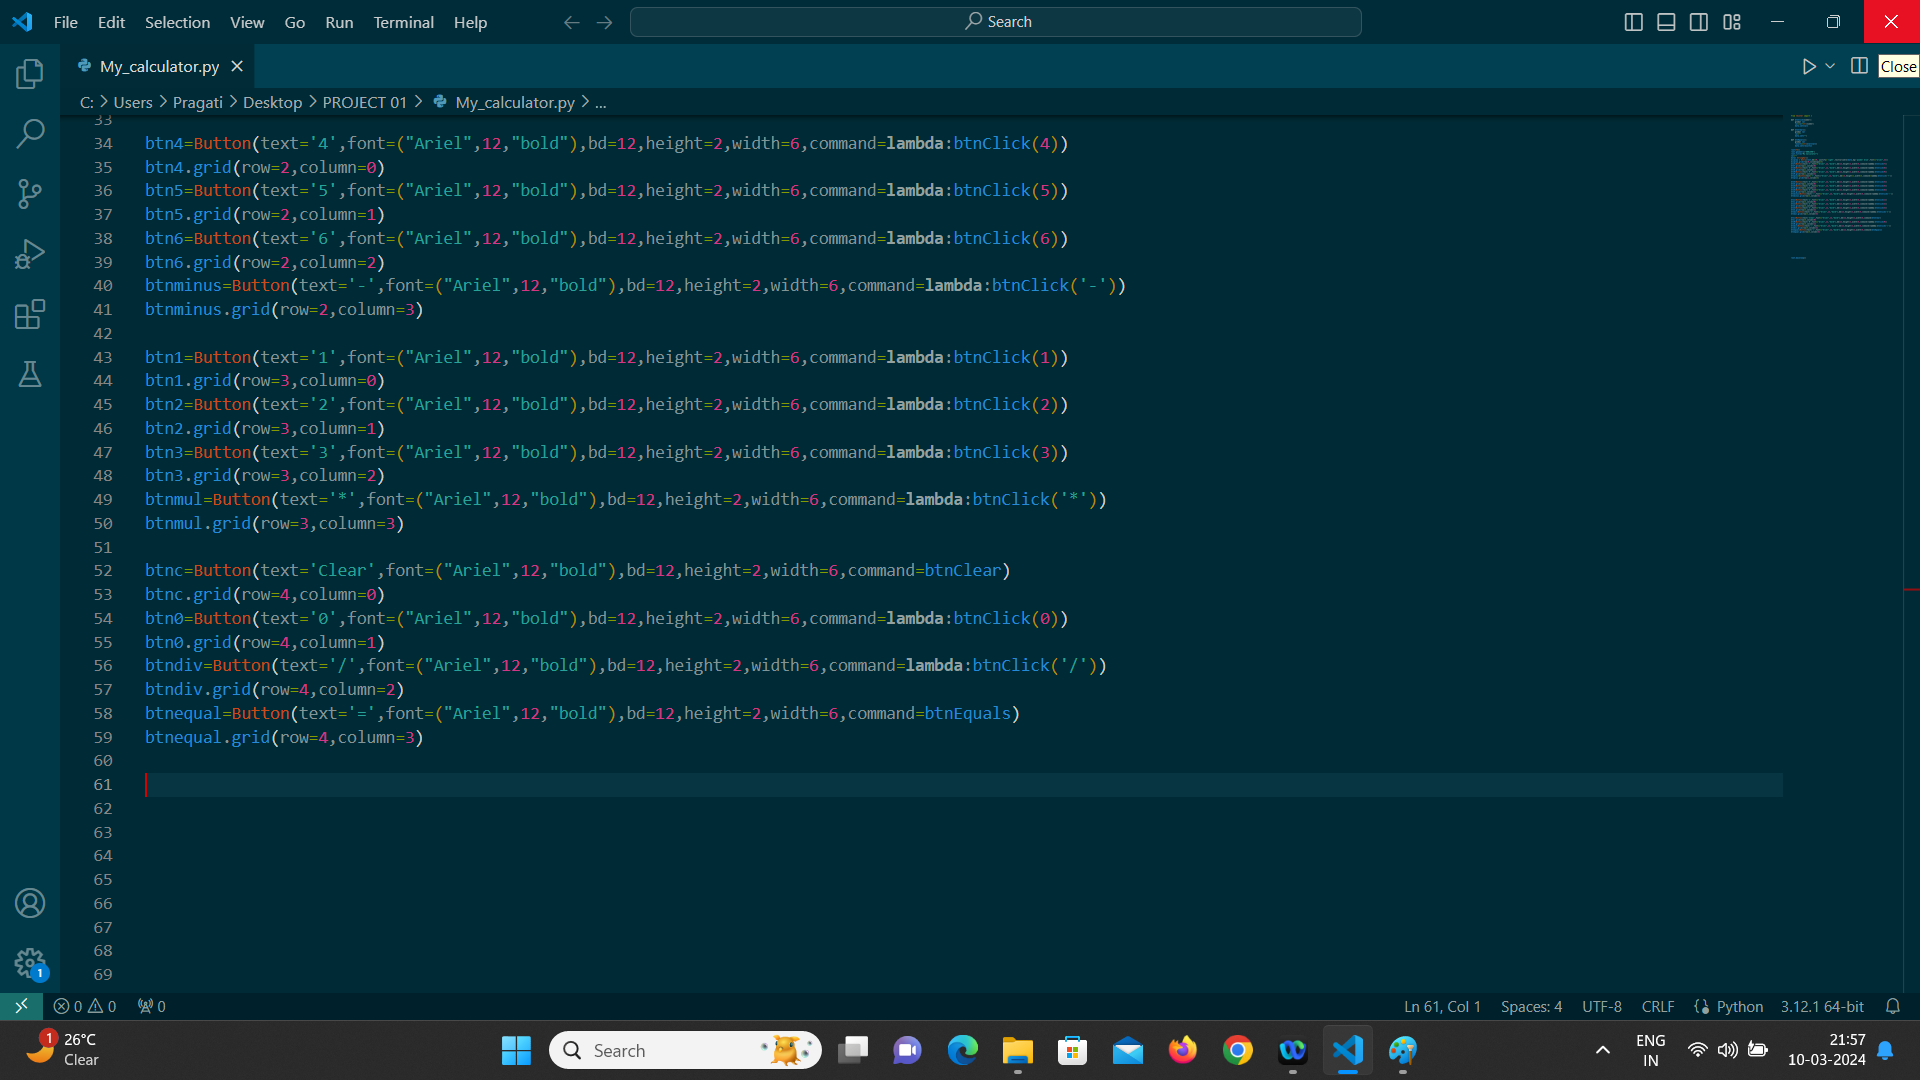 File Edit Selection View Go Run Terminal Help Search
My_calculator.py Close
C: Users Pragati Desktop PROJECT 01 My_calculator.py ...
33
34 btn4=Button(text='4',font=("Ariel",12,"bold"),bd=12,height=2,width=6,command=lambda:btnClick(4))
35 btn4.grid(row=2,column=0)
36 btn5=Button(text='5',font=("Ariel",12,"bold"),bd=12,height=2,width=6,command=lambda:btnClick(5))
37 btn5.grid(row=2,column=1)
38 btn6=Button(text='6',font=("Ariel",12,"bold"),bd=12,height=2,width=6,command=lambda:btnClick(6))
39 btn6.grid(row=2,column=2)
40 btnminus=Button(text='-',font=("Ariel",12,"bold"),bd=12,height=2,width=6,command=lambda:btnClick('-'))
41 btnminus.grid(row=2,column=3)
42
43 btn1=Button(text='1',font=("Ariel",12,"bold"),bd=12,height=2,width=6,command=lambda:btnClick(1))
44 btn1.grid(row=3,column=0)
45 btn2=Button(text='2',font=("Ariel",12,"bold"),bd=12,height=2,width=6,command=lambda:btnClick(2))
46 btn2.grid(row=3,column=1)
47 btn3=Button(text='3',font=("Ariel",12,"bold"),bd=12,height=2,width=6,command=lambda:btnClick(3))
48 btn3.grid(row=3,column=2)
49 btnmul=Button(text='*',font=("Ariel",12,"bold"),bd=12,height=2,width=6,command=lambda:btnClick('*'))
50 btnmul.grid(row=3,column=3)
51
52 btnc=Button(text='Clear',font=("Ariel",12,"bold"),bd=12,height=2,width=6,command=btnClear)
53 btnc.grid(row=4,column=0)
54 btn0=Button(text='0',font=("Ariel",12,"bold"),bd=12,height=2,width=6,command=lambda:btnClick(0))
55 btn0.grid(row=4,column=1)
56 btndiv=Button(text='/',font=("Ariel",12,"bold"),bd=12,height=2,width=6,command=lambda:btnClick('/'))
57 btndiv.grid(row=4,column=2)
58 btnequal=Button(text='=',font=("Ariel",12,"bold"),bd=12,height=2,width=6,command=btnEquals)
59 btnequal.grid(row=4,column=3)
60
61
62
63
64
65
66
67
68
69
1
0 0 0 Ln 61, Col 1 Spaces: 4 UTF-8 CRLF Python 3.12.1 64-bit
1 26°C Clear Search ENG IN 21:57 10-03-2024